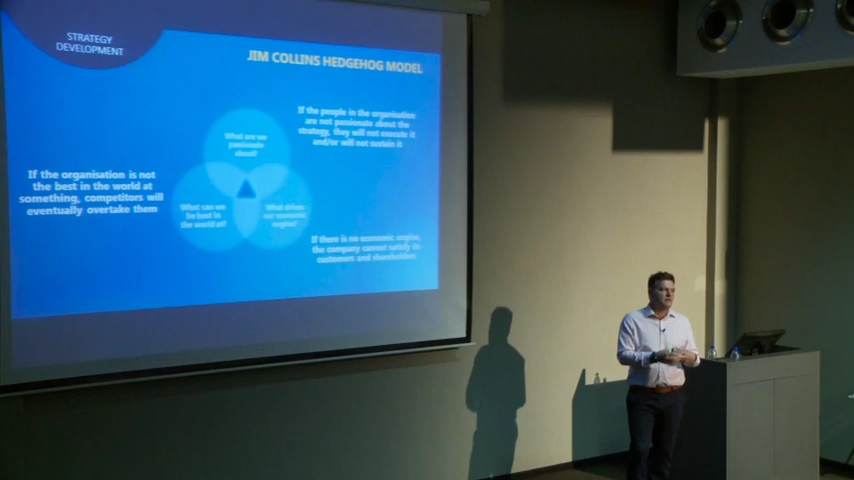 STRATEGY
DEVELOPMENT
JIM COLLINS HEDGEHOG MODEL
If the people in the organisation
are not passionate about the
strategy, they will not execute it
and/or will not sustain it
What are we
passionate
about?
If the organisation is not
the best in the world at
something, competitors will
eventually overtake them
What can we
be best in
the world at?
What drives
our economic
engine?
If there is no economic engine,
the company cannot satisfy its
customers and shareholders